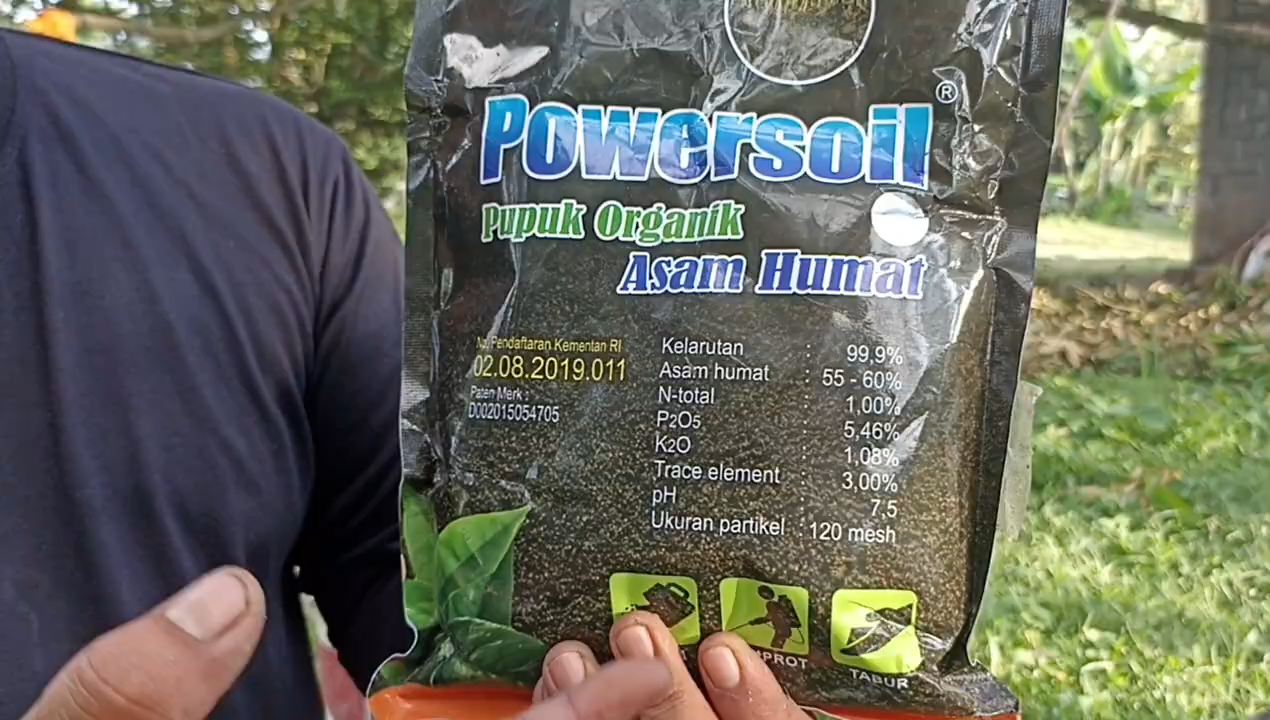 Powersoil®
Pupuk Organik
Asam Humat
No. Pendaftaran Kementan RI
02.08.2019.011
Paten Merk :
D002015054705
Kelarutan : 99,9%
Asam humat : 55 - 60%
N-total 1,00%
P2O5 5,46%
K2O 1,08%
Trace element 3,00%
pH 7,5
Ukuran partikel : 120 mesh
TABUR